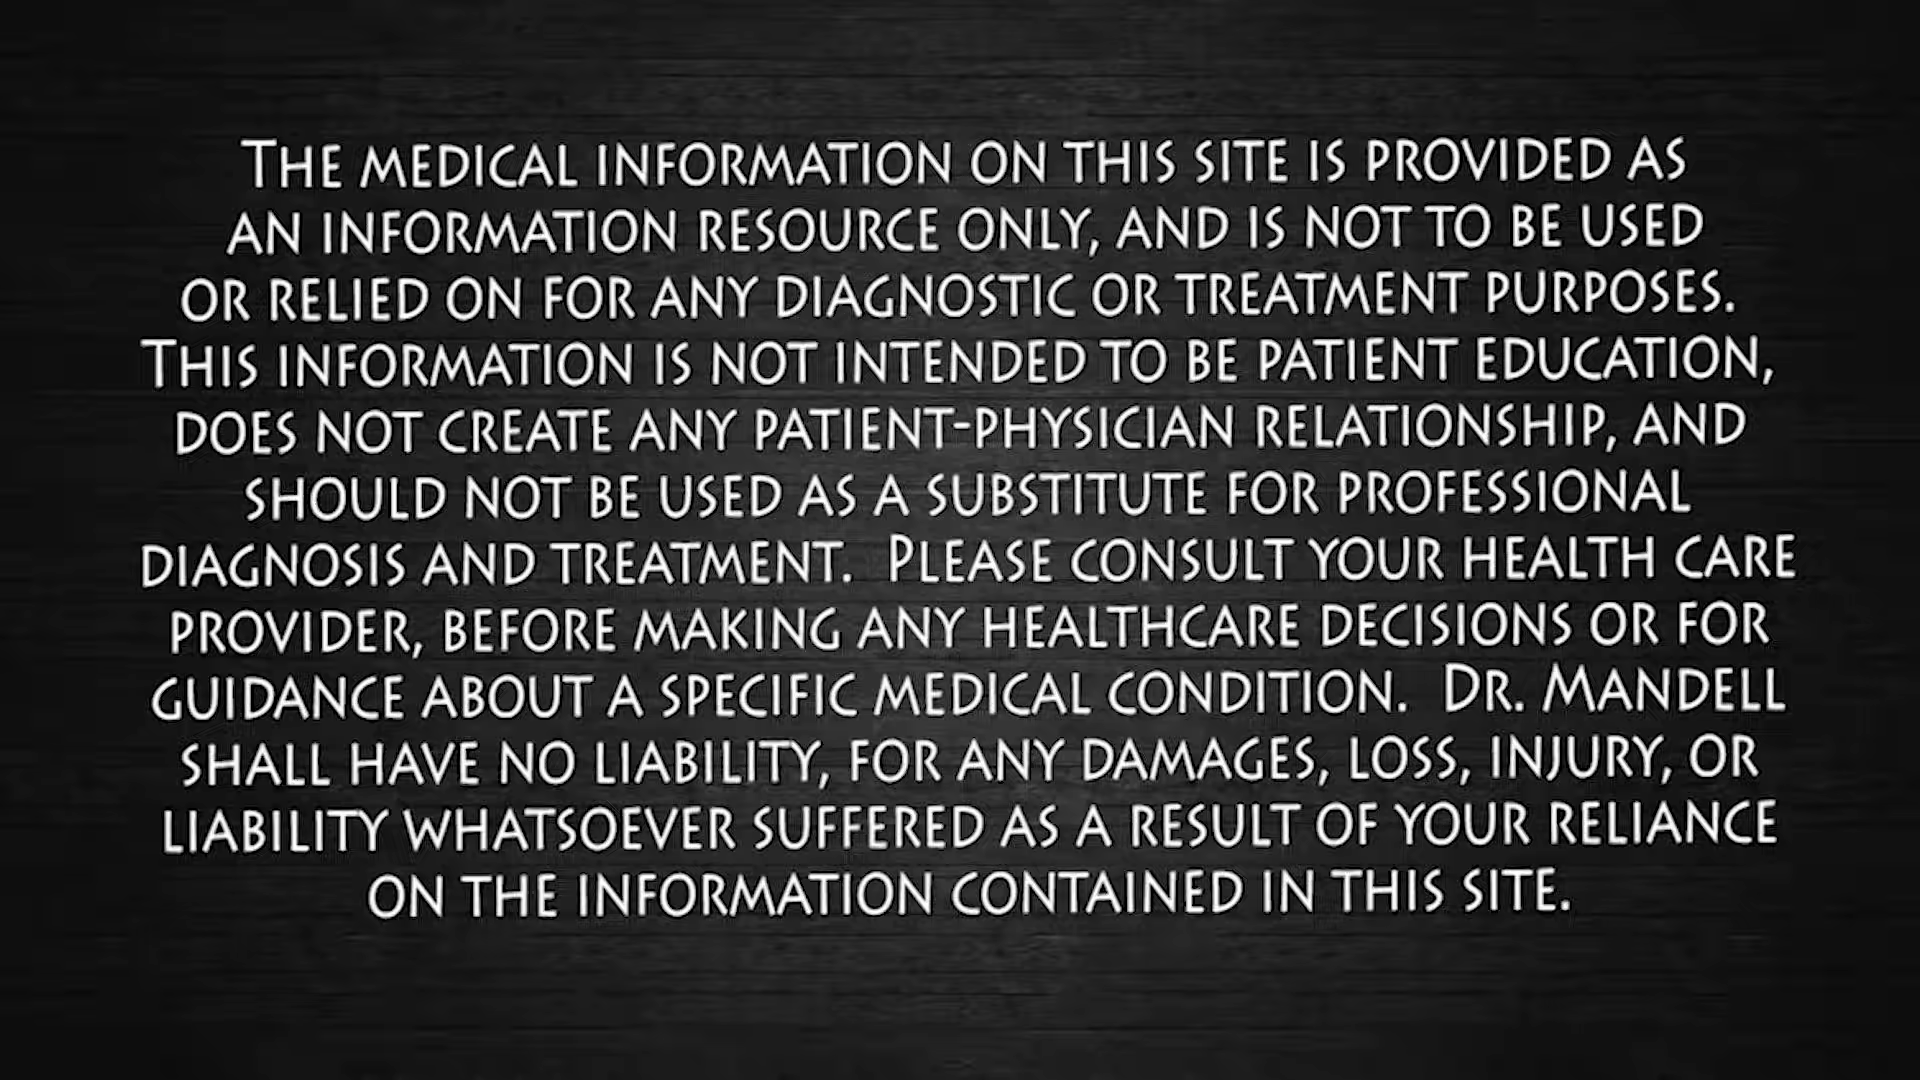 The medical information on this site is provided as
an information resource only, and is not to be used
or relied on for any diagnostic or treatment purposes.
This information is not intended to be patient education,
does not create any patient-physician relationship, and
should not be used as a substitute for professional
diagnosis and treatment.  Please consult your health care
provider, before making any healthcare decisions or for
guidance about a specific medical condition.  Dr. Mandell
shall have no liability, for any damages, loss, injury, or
liability whatsoever suffered as a result of your reliance
on the information contained in this site.